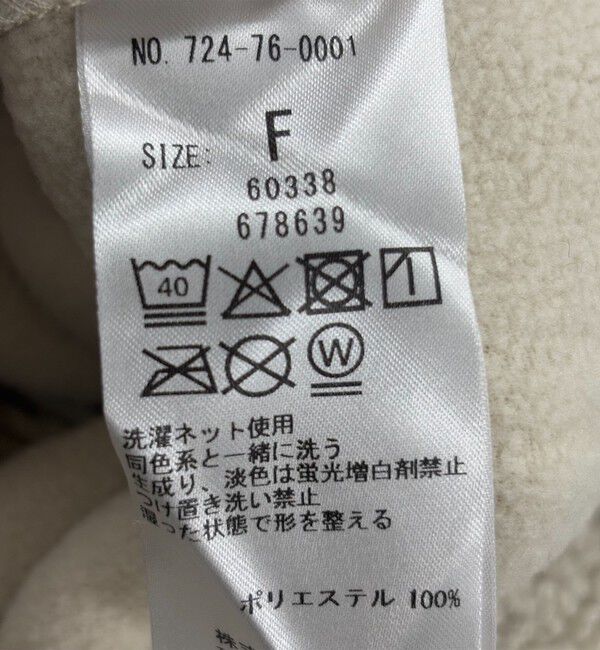 NO. 724-76-0001
SIZE: F
60338
678639
40
W
洗濯ネット使用
同色系と一緒に洗う
生成り、淡色は蛍光増白剤禁止
つけ置き洗い禁止
湿った状態で形を整える
ポリエステル 100%
株式